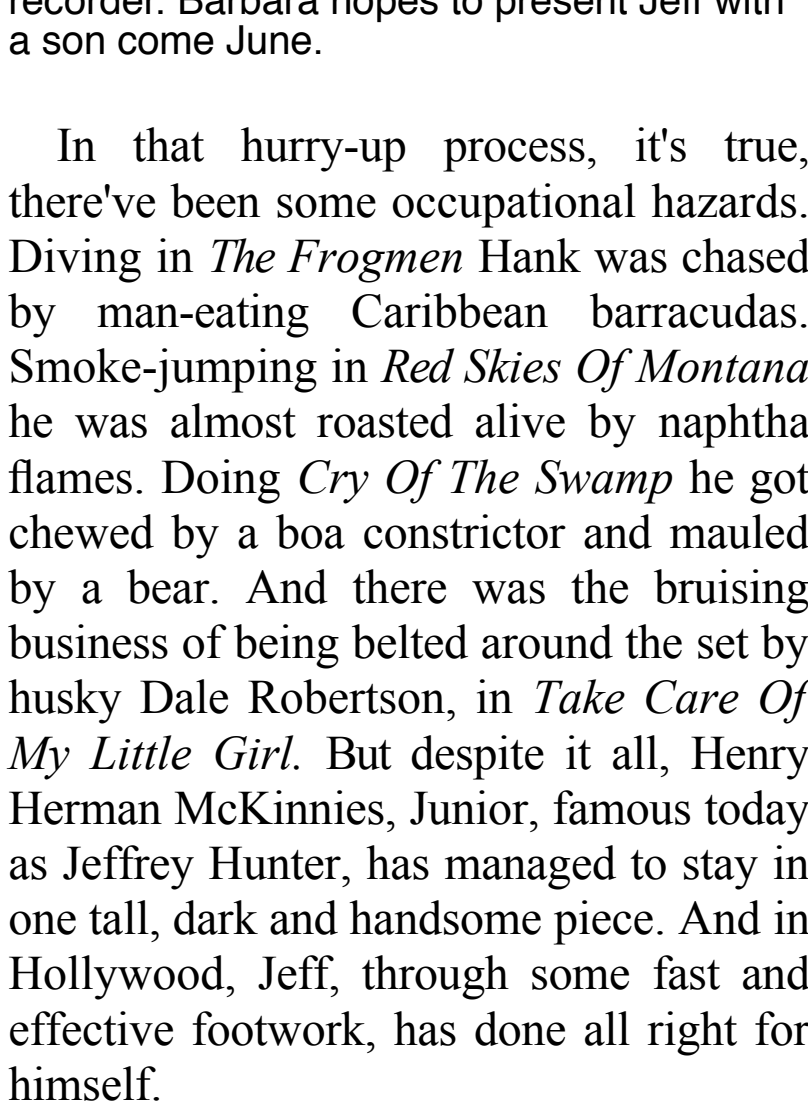 recorder. Barbara hopes to present Jeff with
a son come June.
In that hurry-up process, it's true,
there've been some occupational hazards.
Diving in The Frogmen Hank was chased
by man-eating Caribbean barracudas.
Smoke-jumping in Red Skies Of Montana
he was almost roasted alive by naphtha
flames. Doing Cry Of The Swamp he got
chewed by a boa constrictor and mauled
by a bear. And there was the bruising
business of being belted around the set by
husky Dale Robertson, in Take Care Of
My Little Girl. But despite it all, Henry
Herman McKinnies, Junior, famous today
as Jeffrey Hunter, has managed to stay in
one tall, dark and handsome piece. And in
Hollywood, Jeff, through some fast and
effective footwork, has done all right for
himself.